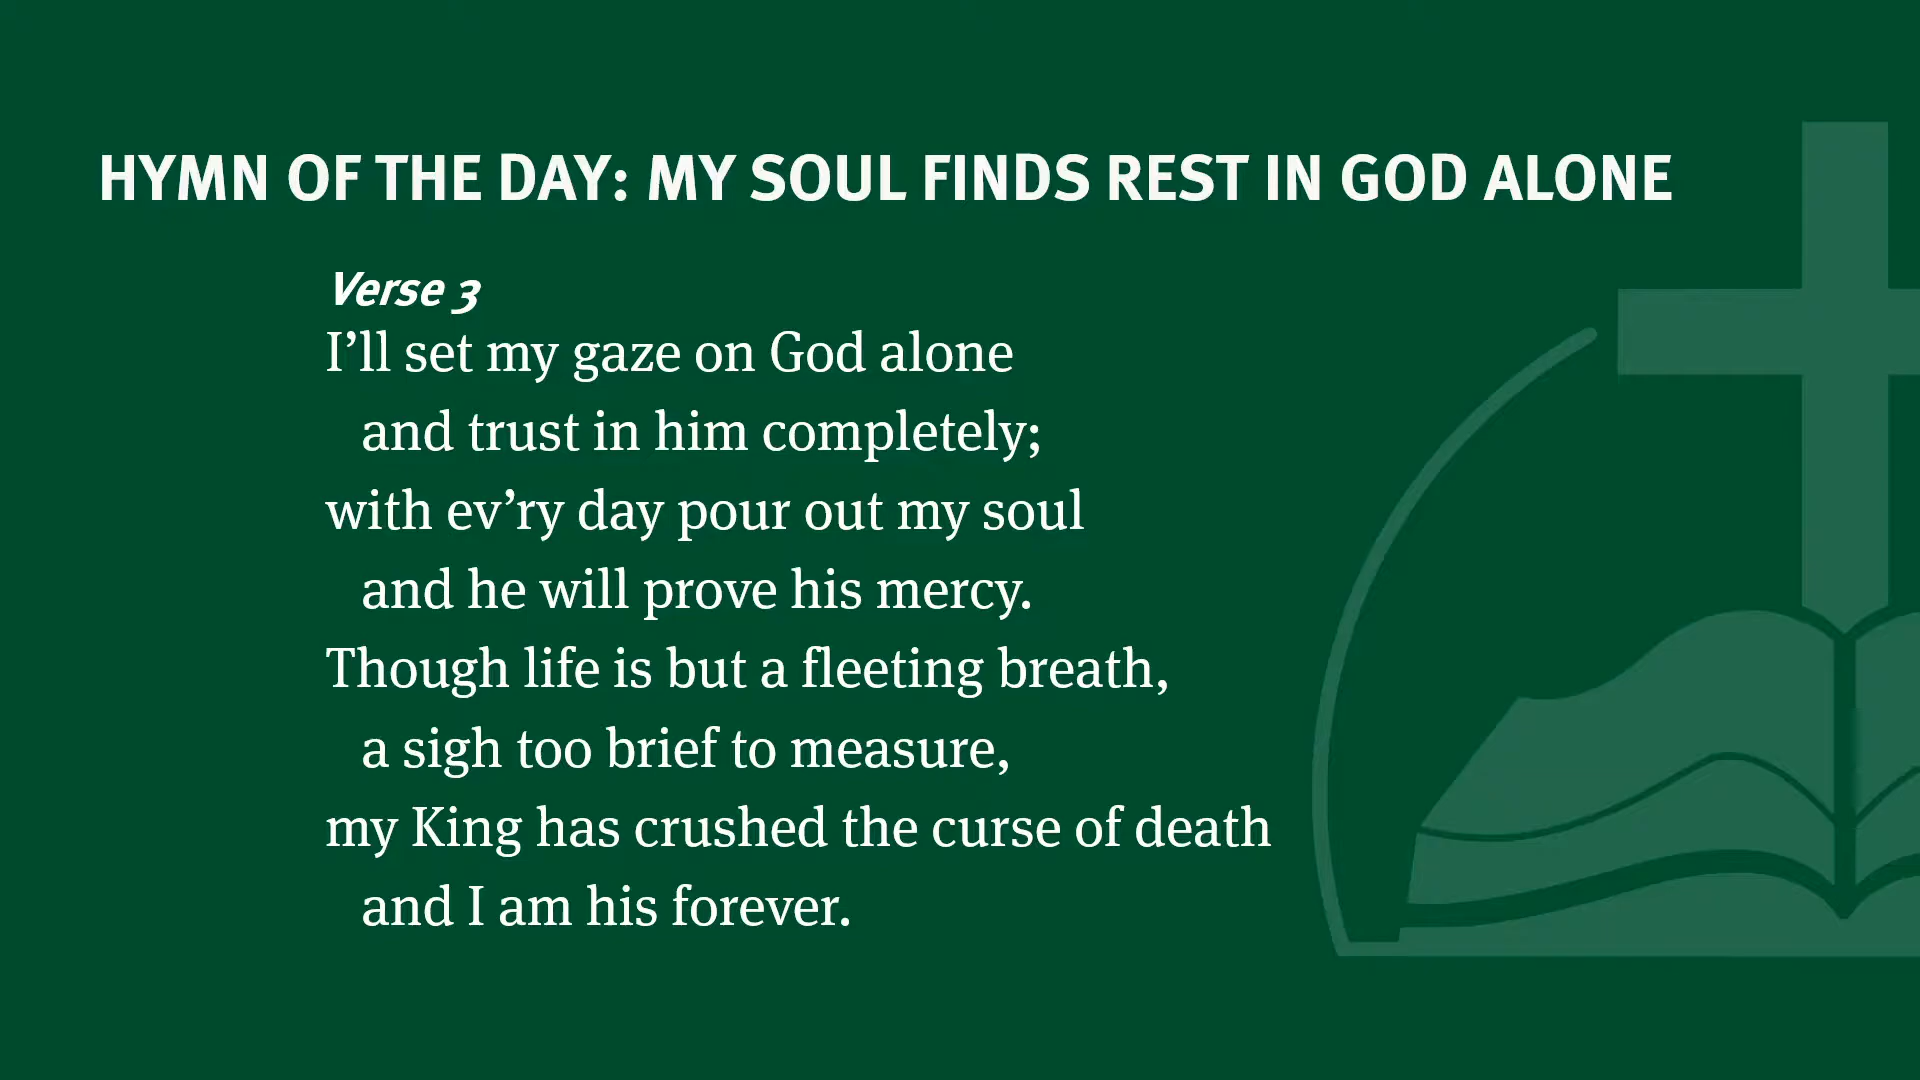 HYMN OF THE DAY: MY SOUL FINDS REST IN GOD ALONE
Verse 3
I’ll set my gaze on God alone
and trust in him completely;
with ev’ry day pour out my soul
and he will prove his mercy.
Though life is but a fleeting breath,
a sigh too brief to measure,
my King has crushed the curse of death
and I am his forever.